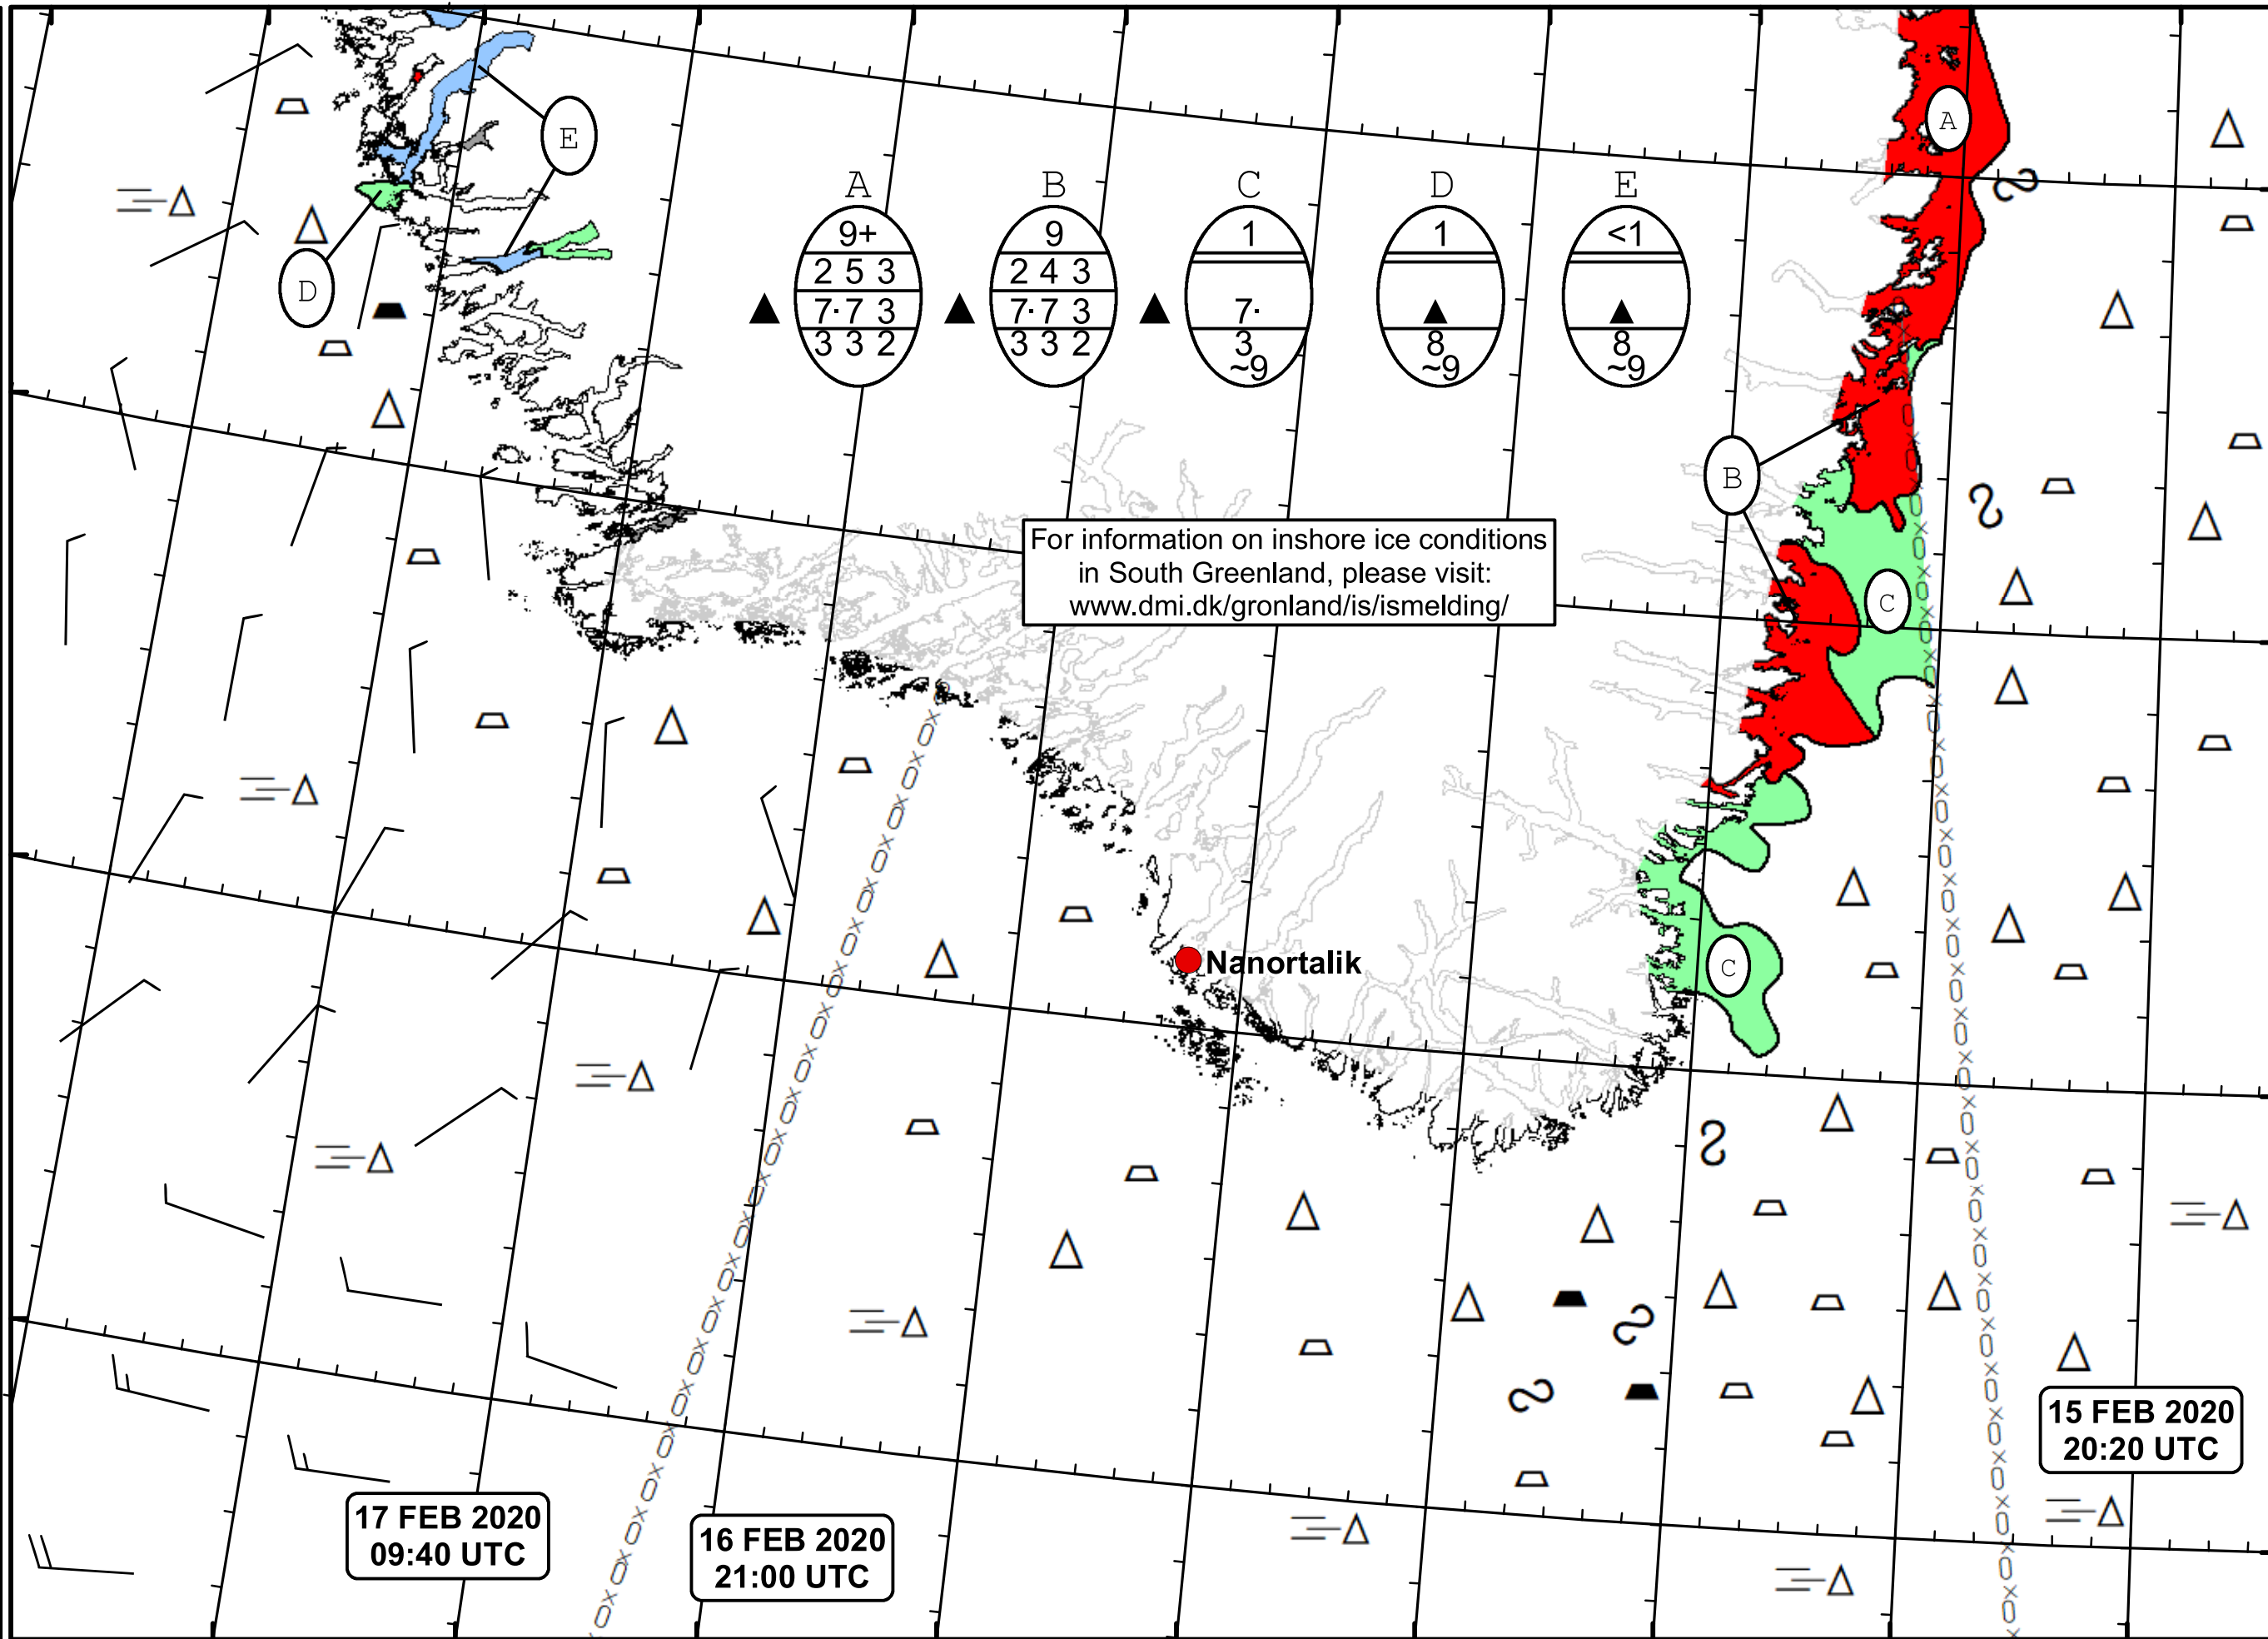 A
E
D
A B C D E
9+ 9 1 1 <1
2 5 3 2 4 3
7· 7 3 7· 7 3 7· ▲ ▲
3 3 2 3 3 2 3 8 8
~9 ~9 ~9
B
For information on inshore ice conditions
in South Greenland, please visit:
www.dmi.dk/gronland/is/ismelding/
C
Nanortalik
C
15 FEB 2020
20:20 UTC
17 FEB 2020
09:40 UTC
16 FEB 2020
21:00 UTC